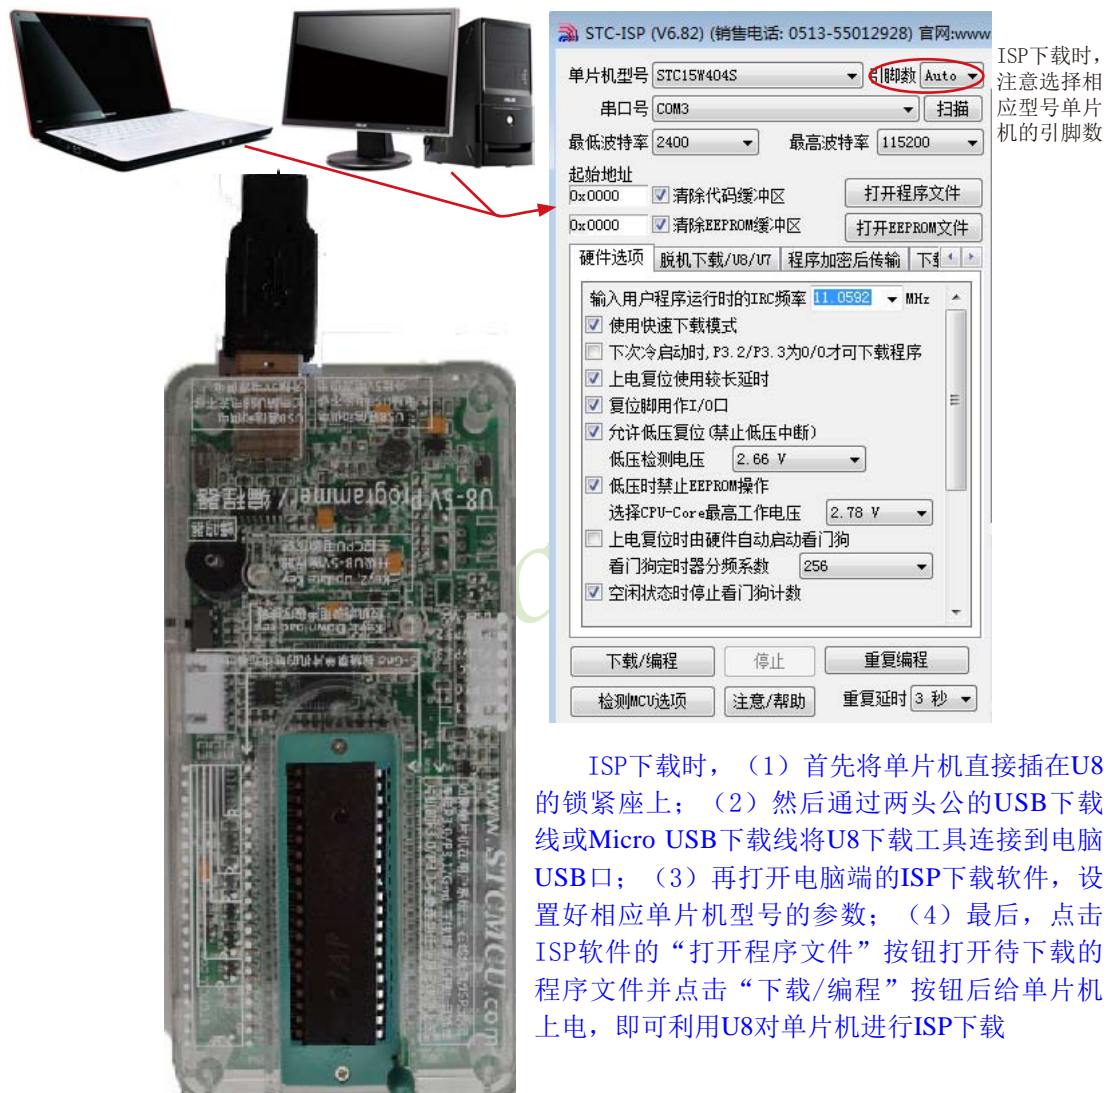 STC-ISP (V6.82) (销售电话: 0513-55012928) 官网:www
单片机型号 STC15W404S 引脚数 Auto
串口号 COM3 扫描
最低波特率 2400 最高波特率 115200
起始地址
0x0000 清除代码缓冲区 打开程序文件
0x0000 清除EEPROM缓冲区 打开EEPROM文件
硬件选项 脱机下载/U8/U7 程序加密后传输
输入用户程序运行时的IRC频率 11.0592 MHz
使用快速下载模式
下次冷启动时,P3.2/P3.3为0/0才可下载程序
上电复位使用较长延时
复位脚用作I/O口
允许低压复位(禁止低压中断)
低压检测电压 2.66 V
低压时禁止EEPROM操作
选择CPU-Core最高工作电压 2.78 V
上电复位时由硬件自动启动看门狗
看门狗定时器分频系数 256
空闲状态时停止看门狗计数
下载/编程 停止 重复编程
检测MCU选项 注意/帮助 重复延时 3 秒
ISP下载时，
注意选择相
应型号单片
机的引脚数
U8-5V Programmer / 编程器
www.STCMCU.com
ISP下载时，（1）首先将单片机直接插在U8
的锁紧座上；（2）然后通过两头公的USB下载
线或Micro USB下载线将U8下载工具连接到电脑
USB口；（3）再打开电脑端的ISP下载软件，设
置好相应单片机型号的参数；（4）最后，点击
ISP软件的“打开程序文件”按钮打开待下载的
程序文件并点击“下载/编程”按钮后给单片机
上电，即可利用U8对单片机进行ISP下载